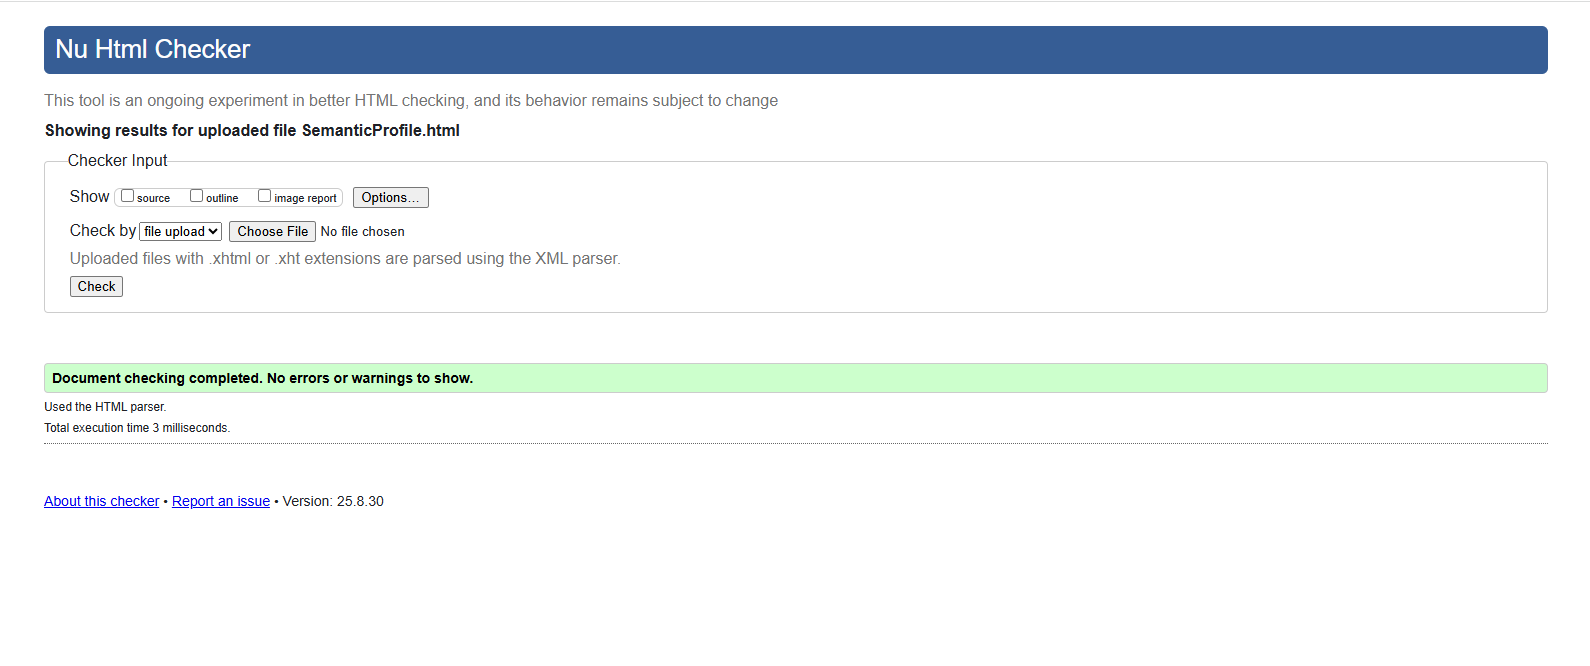 Nu Html Checker
This tool is an ongoing experiment in better HTML checking, and its behavior remains subject to change
Showing results for uploaded file SemanticProfile.html
Checker Input
Show source outline image report Options...
Check by file upload Choose File No file chosen
Uploaded files with .xhtml or .xht extensions are parsed using the XML parser.
Check
Document checking completed. No errors or warnings to show.
Used the HTML parser.
Total execution time 3 milliseconds.
About this checker • Report an issue • Version: 25.8.30